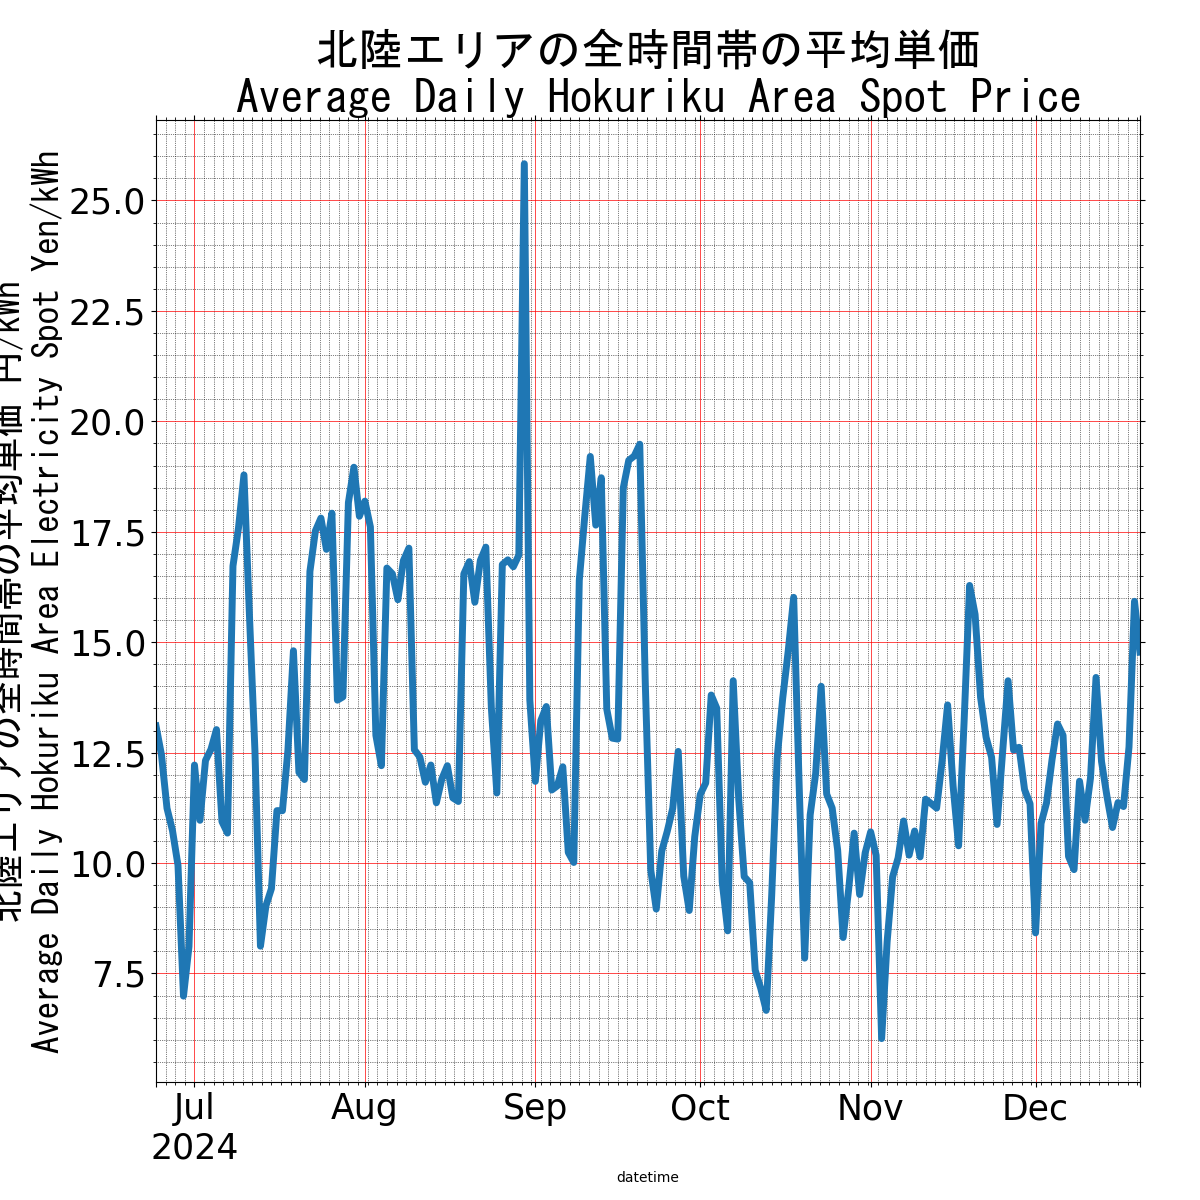 北陸エリアの全時間帯の平均単価
Average Daily Hokuriku Area Spot Price
北陸エリアの全時間帯の平均単価 円/kWh
Average Daily Hokuriku Area Electricity Spot Yen/kWh
25.0
22.5
20.0
17.5
15.0
12.5
10.0
7.5
Jul Aug Sep Oct Nov Dec
2024
datetime